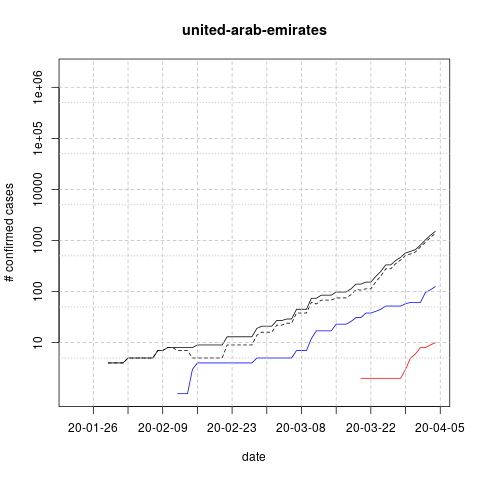 united-arab-emirates
# confirmed cases
1e+06
1e+05
10000
1000
100
10
20-01-26 20-02-09 20-02-23 20-03-08 20-03-22 20-04-05
date